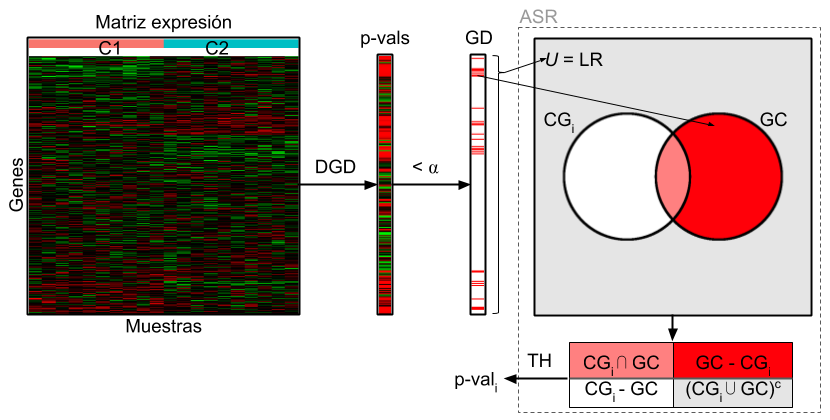 Matriz expresión
C1
C2
Genes
Muestras
DGD
p-vals
< α
GD
ASR
U = LR
CGi
GC
CGi ∩ GC
GC - CGi
CGi - GC
(CGi ∪ GC)c
TH
p-vali